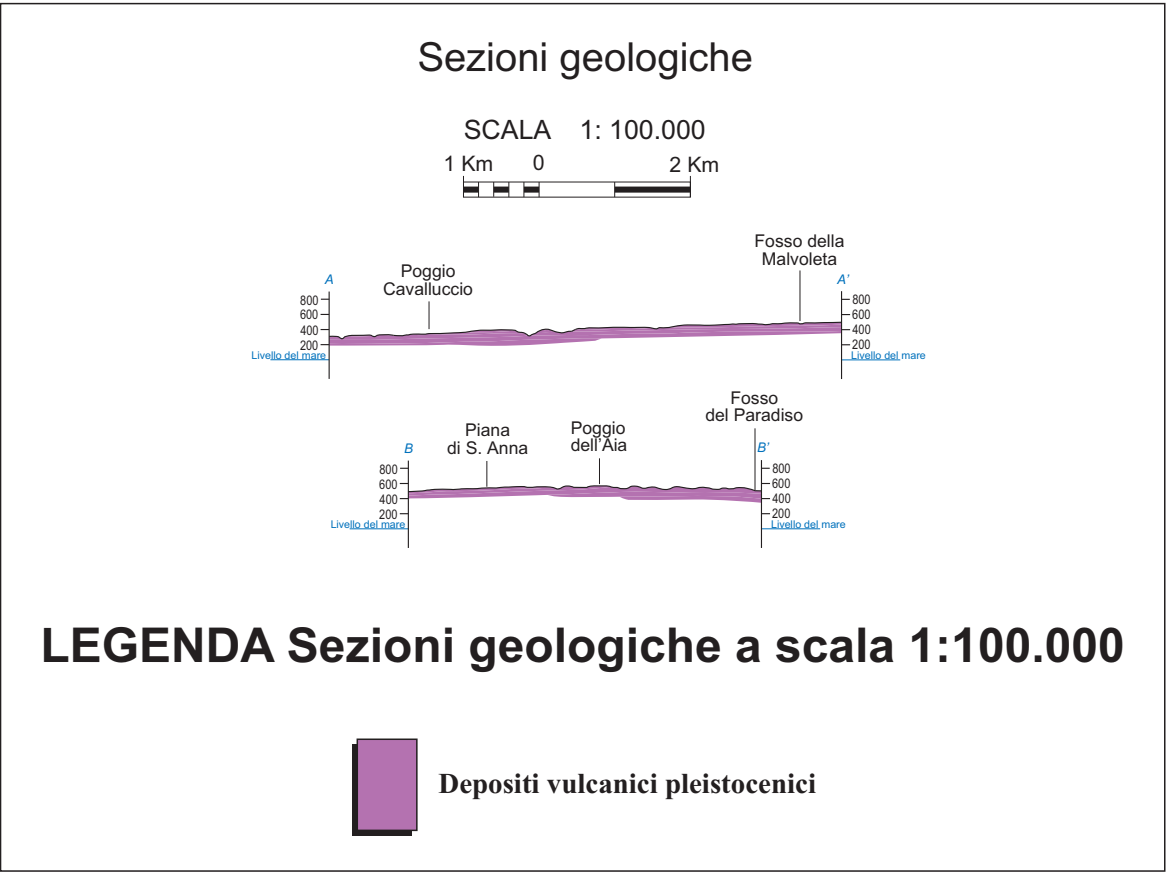 Sezioni geologiche
SCALA 1: 100.000
1 Km 0 2 Km
Fosso della
Malvoleta
A
Poggio
Cavalluccio
A'
800
600
400
200
Livello del mare
800
600
400
200
Livello del mare
Fosso
del Paradiso
B
Piana
di S. Anna
Poggio
dell'Aia
B'
800
600
400
200
Livello del mare
800
600
400
200
Livello del mare
LEGENDA Sezioni geologiche a scala 1:100.000
Depositi vulcanici pleistocenici